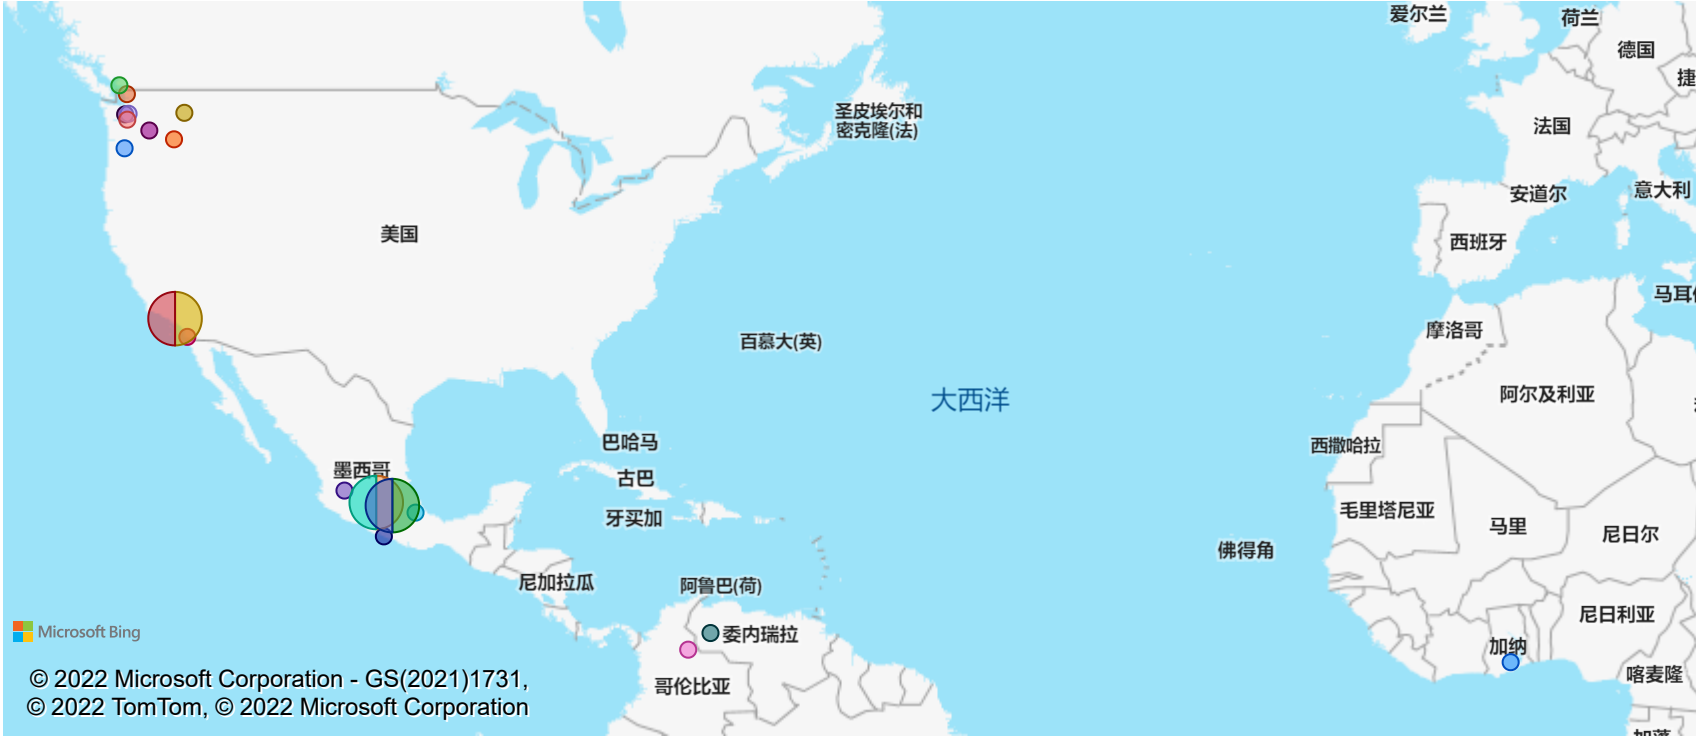 爱尔兰
荷兰
德国
捷
圣皮埃尔和
密克隆(法)
法国
安道尔
意大利
美国
西班牙
马耳
百慕大(英)
摩洛哥
大西洋
阿尔及利亚
巴哈马
西撒哈拉
墨西哥
古巴
毛里塔尼亚
牙买加
马里
尼日尔
佛得角
尼加拉瓜
阿鲁巴(荷)
尼日利亚
Microsoft Bing
委内瑞拉
加纳
喀麦隆
哥伦比亚
© 2022 Microsoft Corporation - GS(2021)1731,
© 2022 TomTom, © 2022 Microsoft Corporation